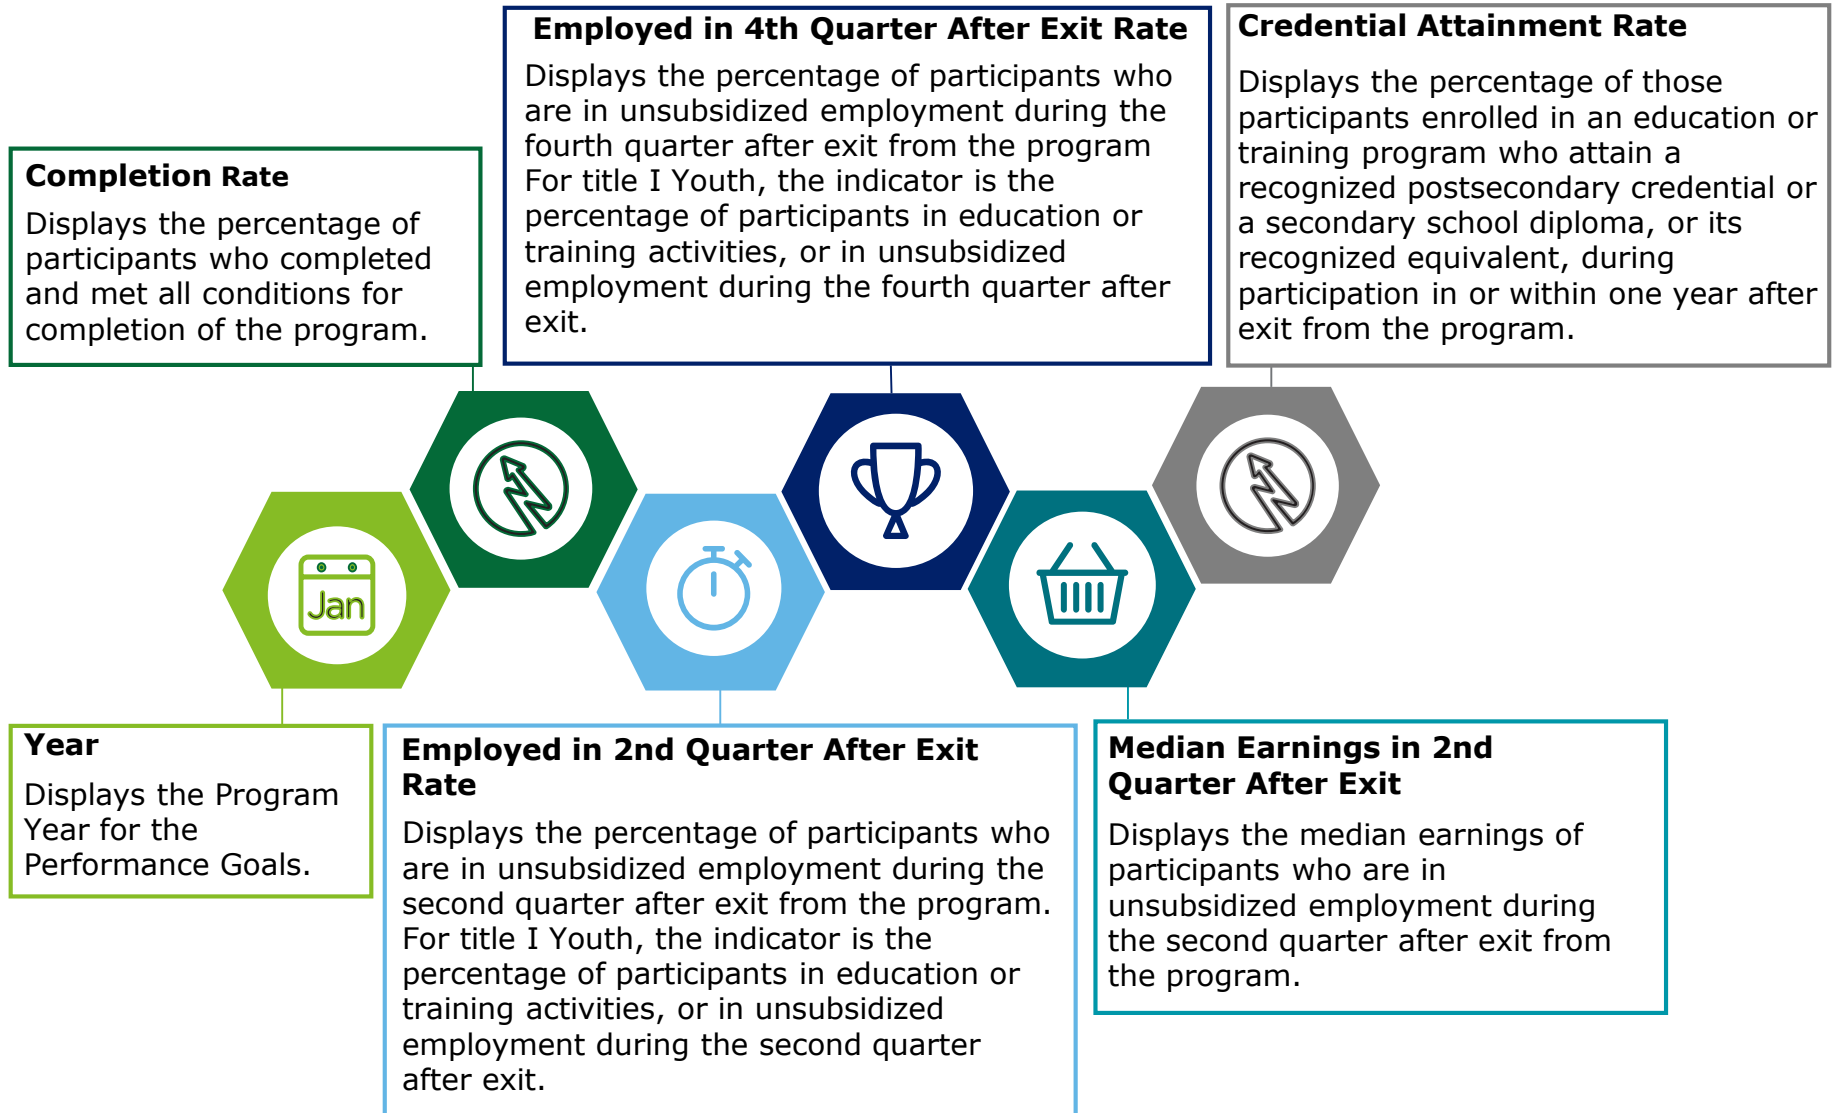 Completion Rate
Displays the percentage of
participants who completed
and met all conditions for
completion of the program.
Employed in 4th Quarter After Exit Rate
Displays the percentage of participants who
are in unsubsidized employment during the
fourth quarter after exit from the program
For title I Youth, the indicator is the
percentage of participants in education or
training activities, or in unsubsidized
employment during the fourth quarter after
exit.
Credential Attainment Rate
Displays the percentage of those
participants enrolled in an education or
training program who attain a
recognized postsecondary credential or
a secondary school diploma, or its
recognized equivalent, during
participation in or within one year after
exit from the program.
Jan
Year
Displays the Program
Year for the
Performance Goals.
Employed in 2nd Quarter After Exit
Rate
Displays the percentage of participants who
are in unsubsidized employment during the
second quarter after exit from the program.
For title I Youth, the indicator is the
percentage of participants in education or
training activities, or in unsubsidized
employment during the second quarter
after exit.
Median Earnings in 2nd
Quarter After Exit
Displays the median earnings of
participants who are in
unsubsidized employment during
the second quarter after exit from
the program.